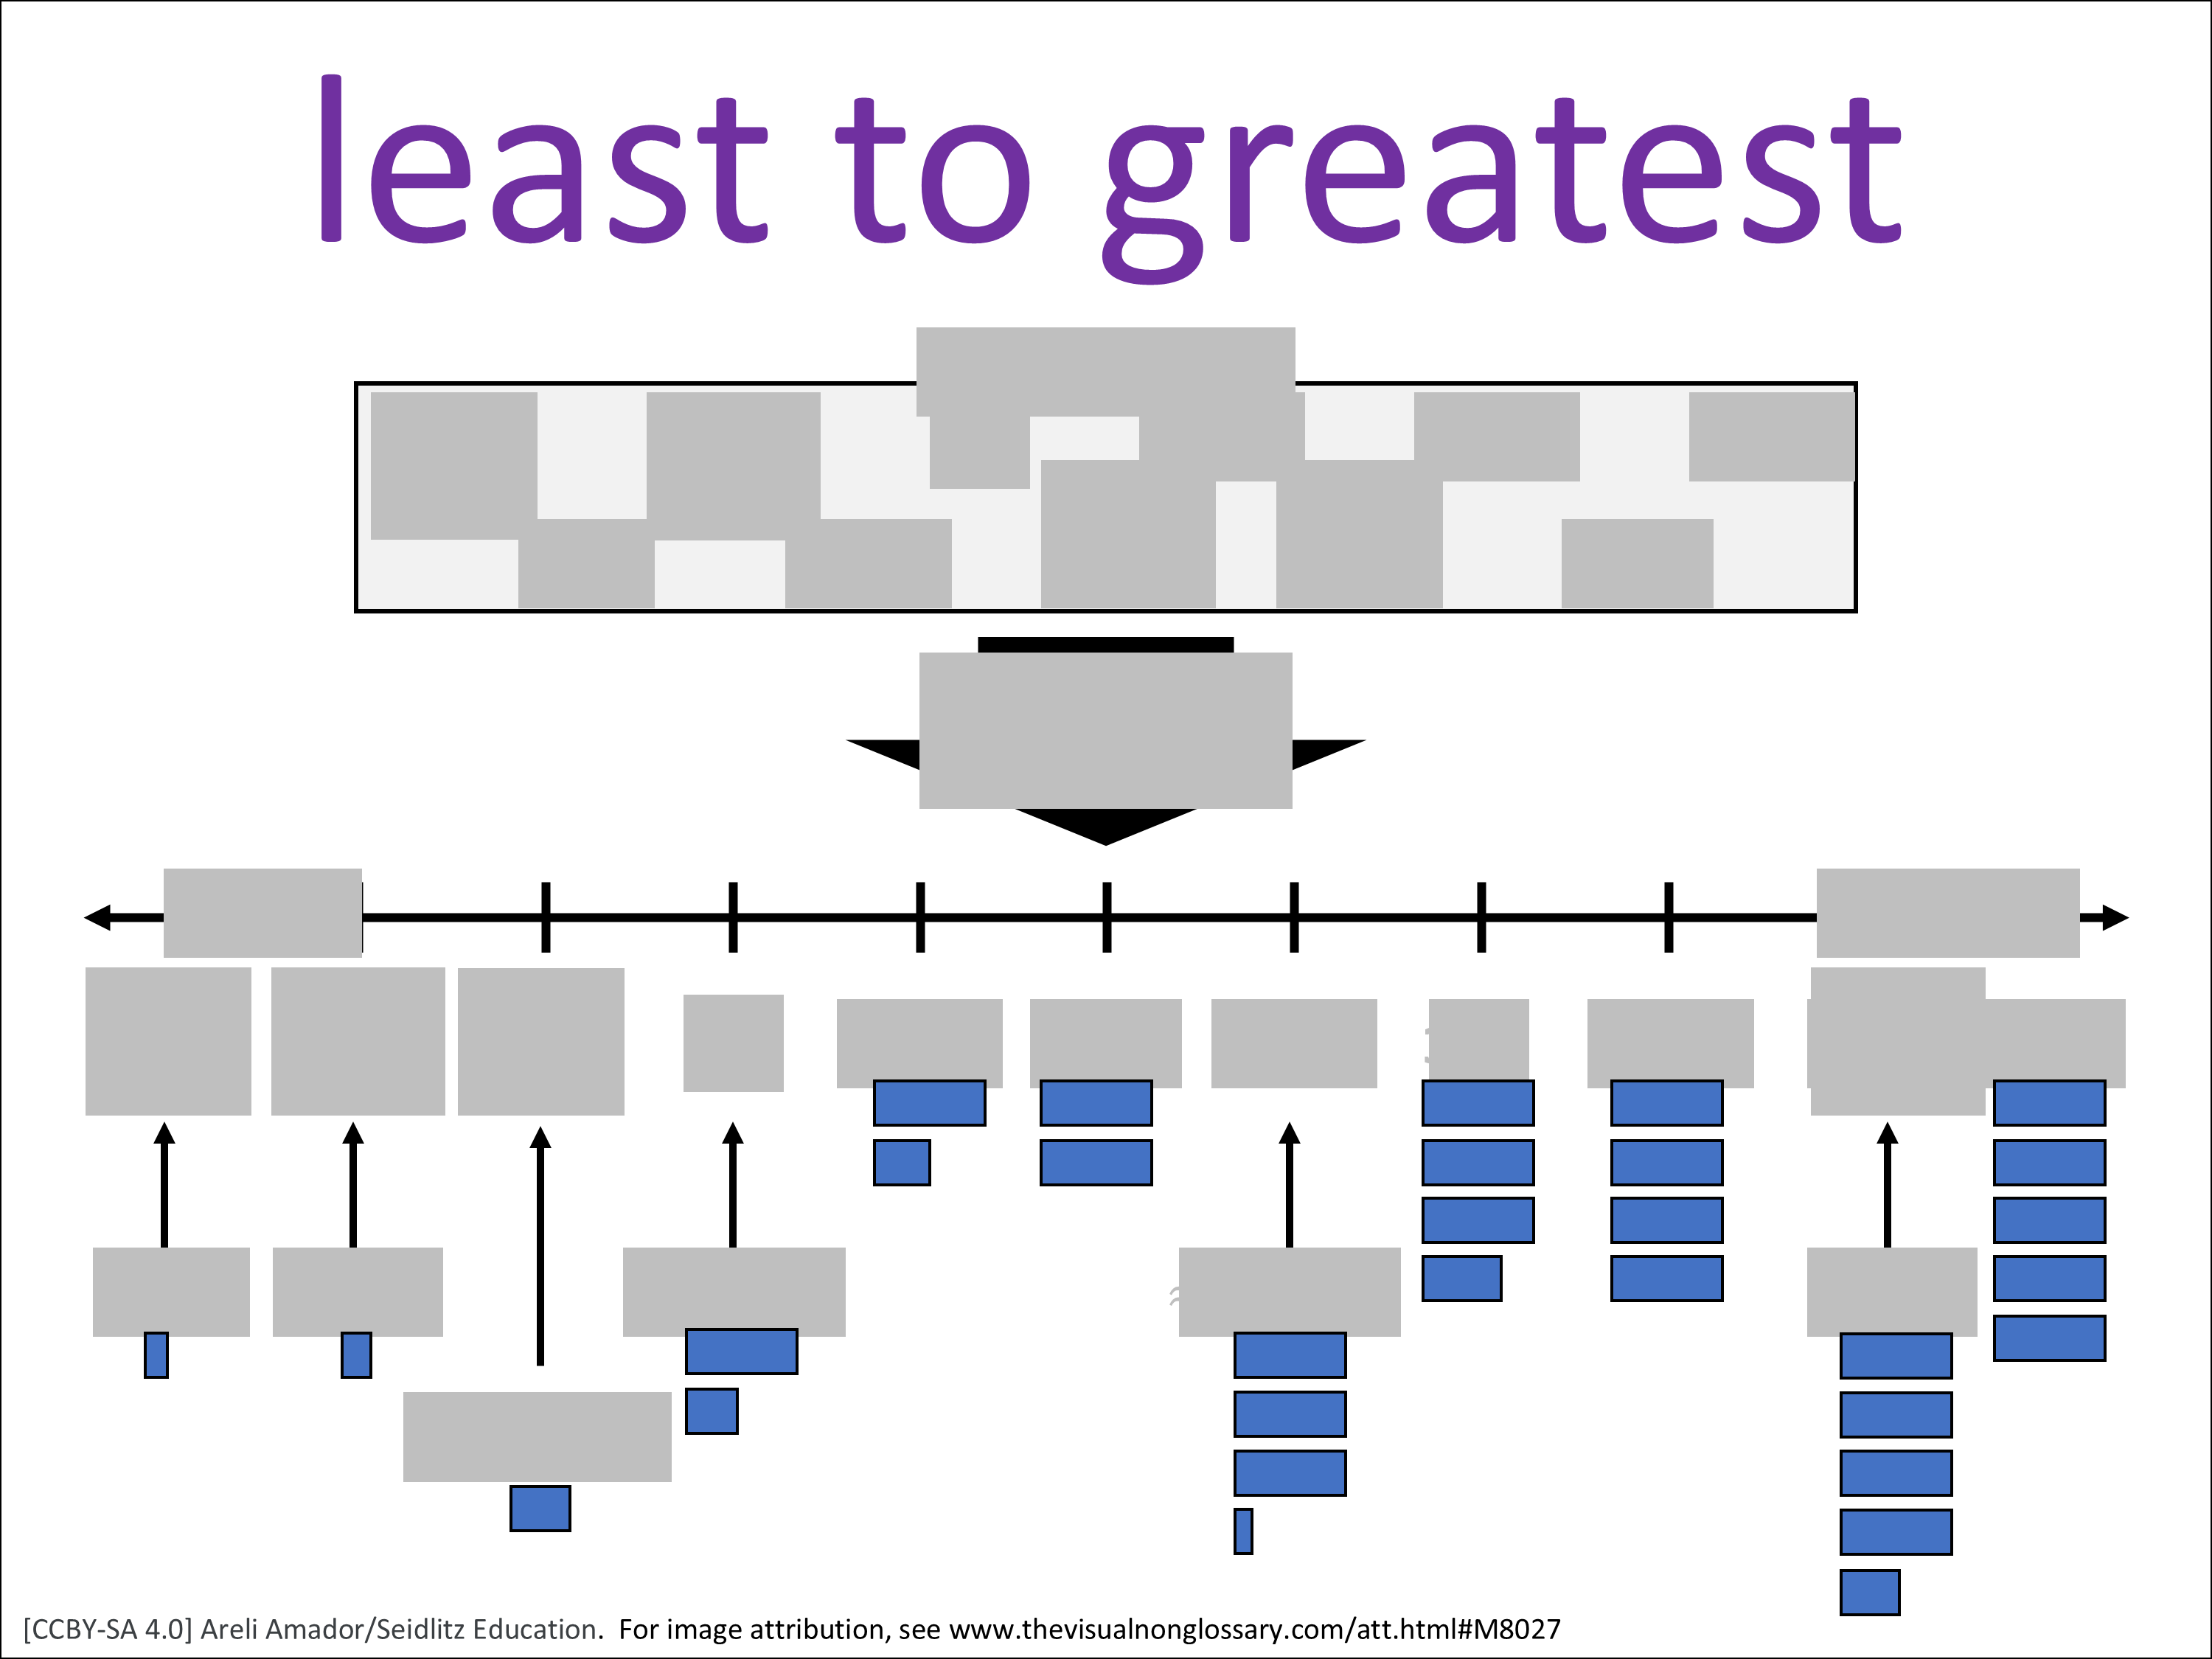 least to greatest
[CCBY-SA 4.0] Areli Amador/Seidlitz Education.  For image attribution, see www.thevisualnonglossary.com/att.html#M8027